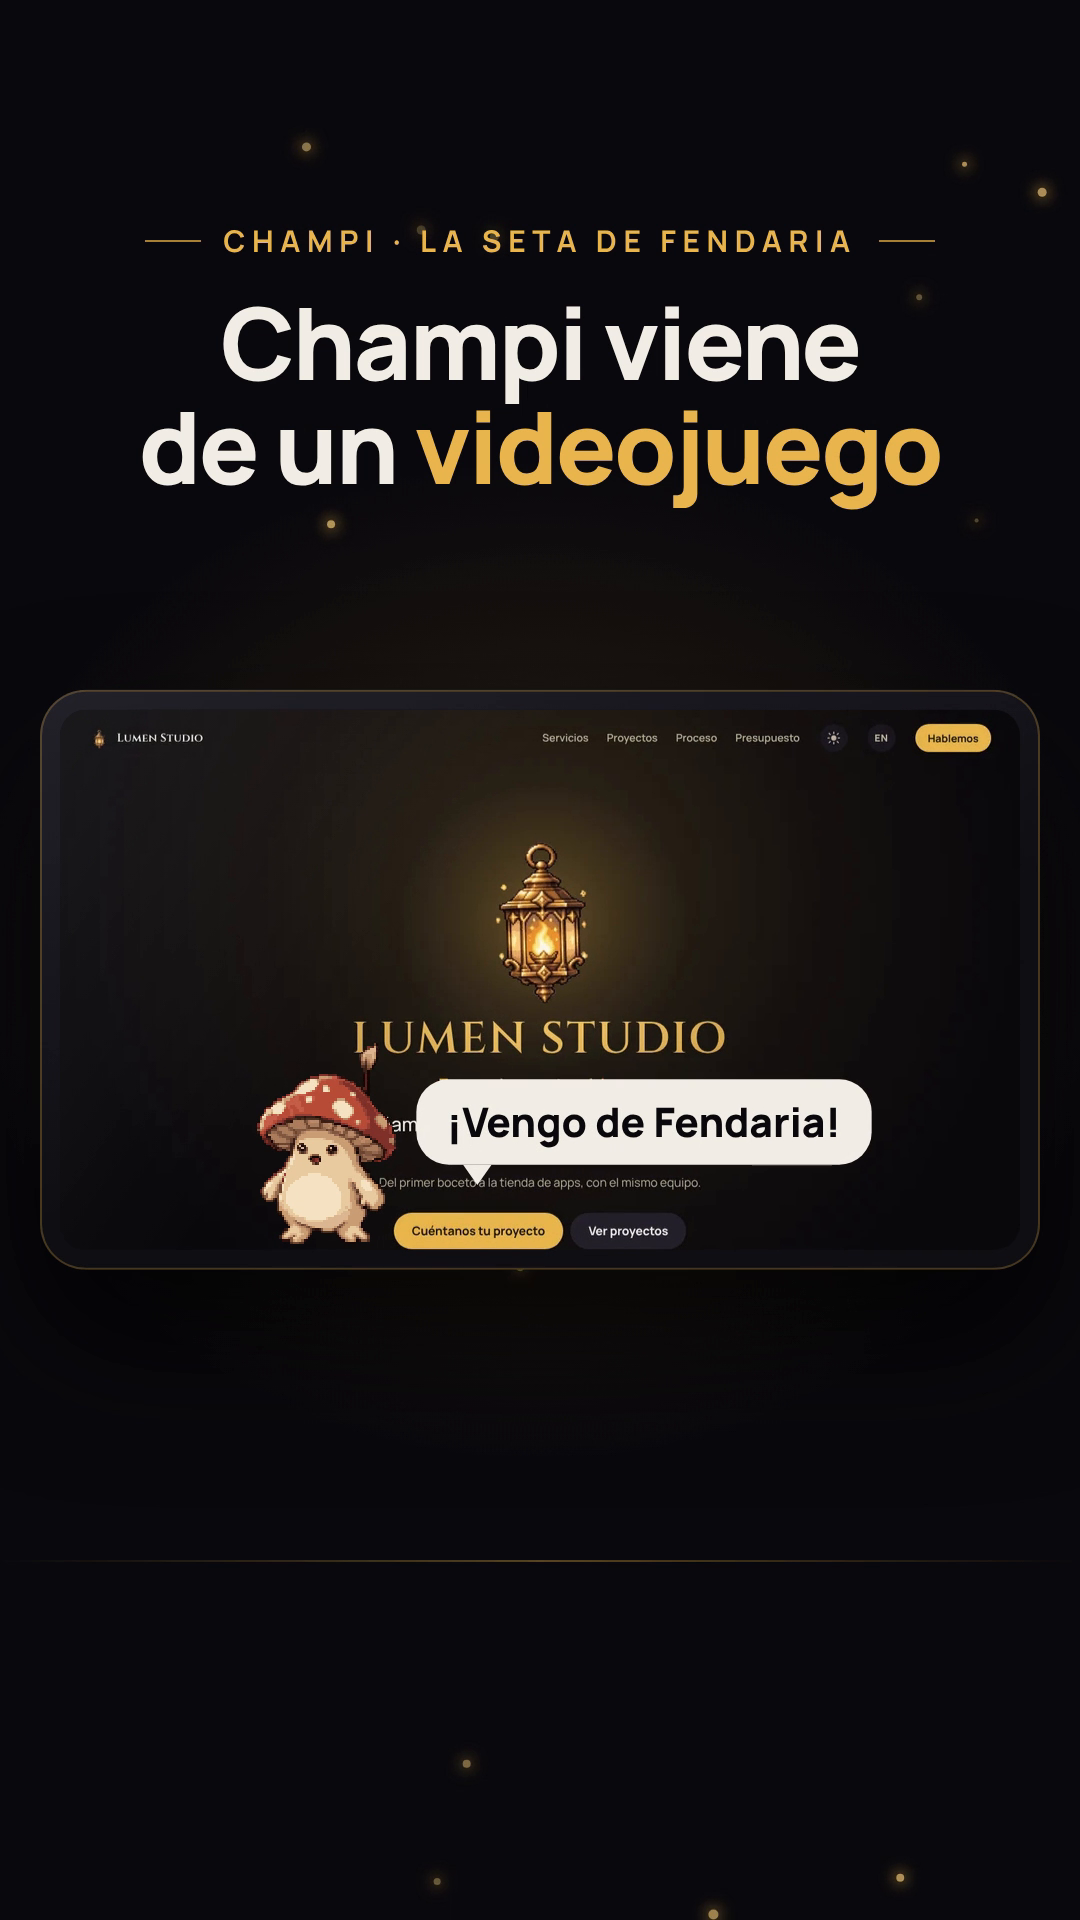 CHAMPI · LA SETA DE FENDARIA
Champi viene
de un videojuego
LUMEN STUDIO
Servicios
Proyectos
Proceso
Presupuesto
EN
Hablemos
LUMEN STUDIO
¡Vengo de Fendaria!
Del primer boceto a la tienda de apps, con el mismo equipo.
Cuéntanos tu proyecto
Ver proyectos